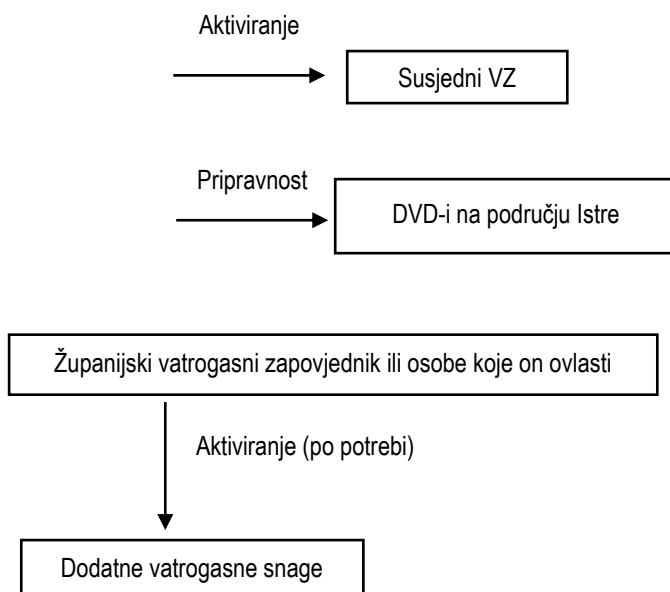 Aktiviranje
Susjedni VZ
Pripravnost
DVD-i na području Istre
Županijski vatrogasni zapovjednik ili osobe koje on ovlasti
Aktiviranje (po potrebi)
Dodatne vatrogasne snage